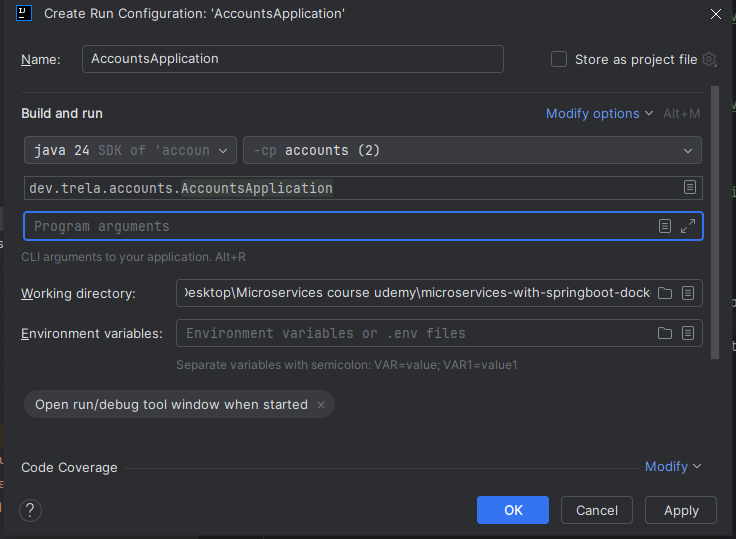 Create Run Configuration: 'AccountsApplication'
Name: AccountsApplication Store as project file
Build and run Modify options Alt+M
java 24 SDK of 'accoun -cp accounts (2)
dev.trela.accounts.AccountsApplication
Program arguments
CLI arguments to your application. Alt+R
Working directory: Desktop\Microservices course udemy\microservices-with-springboot-dock
Environment variables: Environment variables or .env files
Separate variables with semicolon: VAR=value; VAR1=value1
Open run/debug tool window when started
Code Coverage Modify
? OK Cancel Apply